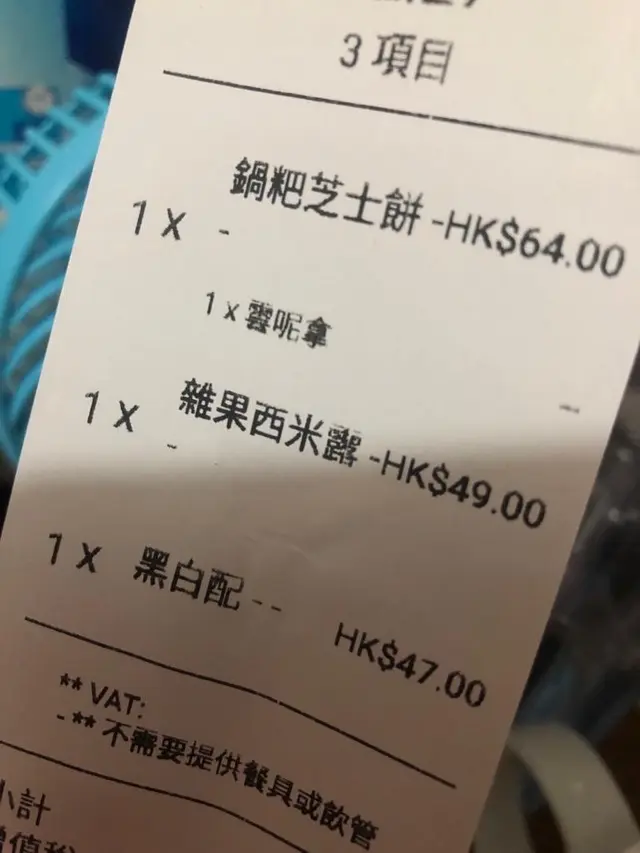 3 項目
1 x 鍋粑芝士餅 - HK$64.00
-
1 x 雲呢拿
1 x 雜果西米露 - HK$49.00
-
1 x 黑白配 - - HK$47.00
** VAT:
- ** 不需要提供餐具或飲管
小計